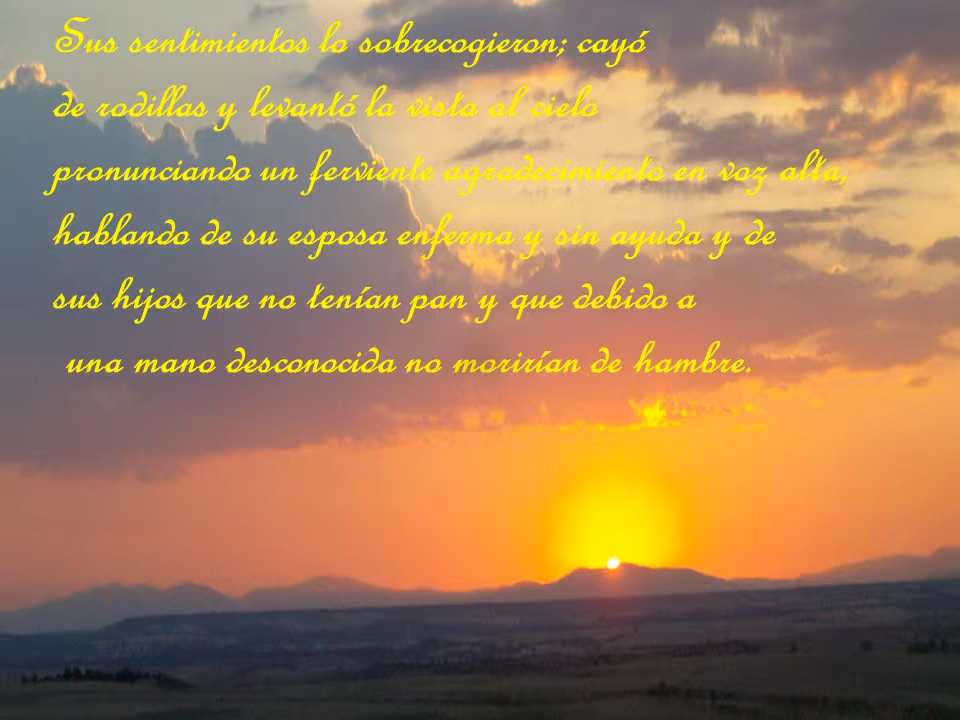 Sus sentimientos lo sobrecogieron; cayó
de rodillas y levantó la vista al cielo
pronunciando un ferviente agradecimiento en voz alta,
hablando de su esposa enferma y sin ayuda y de
sus hijos que no tenían pan y que debido a
una mano desconocida no morirían de hambre.